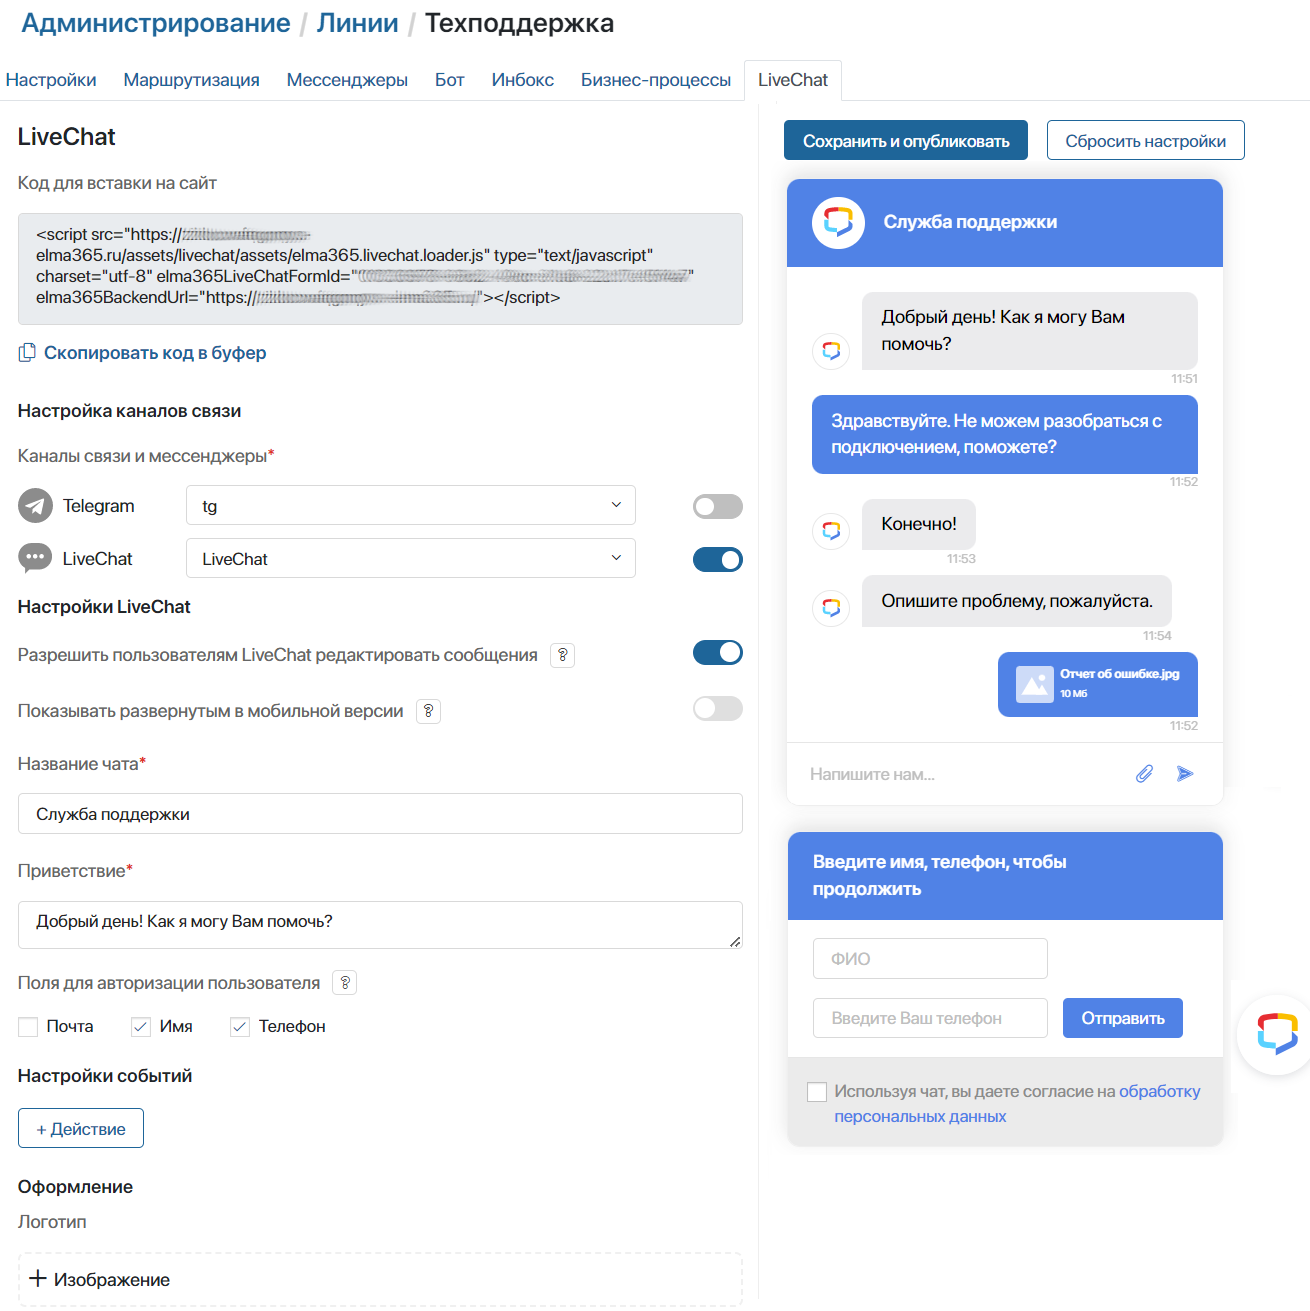 Администрирование / Линии / Техподдержка
Настройки Маршрутизация Мессенджеры Бот Инбокс Бизнес-процессы LiveChat
LiveChat
Код для вставки на сайт
<script src="https://
elma365.ru/assets/livechat/assets/elma365.livechat.loader.js" type="text/javascript"
charset="utf-8" elma365LiveChatFormId=" "
elma365BackendUrl="https:// "></script>
Скопировать код в буфер
Настройка каналов связи
Каналы связи и мессенджеры*
Telegram tg
LiveChat LiveChat
Настройки LiveChat
Разрешить пользователям LiveChat редактировать сообщения ?
Показывать развернутым в мобильной версии ?
Название чата*
Служба поддержки
Приветствие*
Добрый день! Как я могу Вам помочь?
Поля для авторизации пользователя ?
Почта Имя Телефон
Настройки событий
+ Действие
Оформление
Логотип
+ Изображение
Сохранить и опубликовать Сбросить настройки
Служба поддержки
Добрый день! Как я могу Вам
помочь?
11:51
Здравствуйте. Не можем разобраться с
подключением, поможете?
11:52
Конечно!
11:53
Опишите проблему, пожалуйста.
11:54
Отчет об ошибке.jpg
10 Мб
11:52
Напишите нам...
Введите имя, телефон, чтобы
продолжить
ФИО
Введите Ваш телефон Отправить
Используя чат, вы даете согласие на обработку
персональных данных